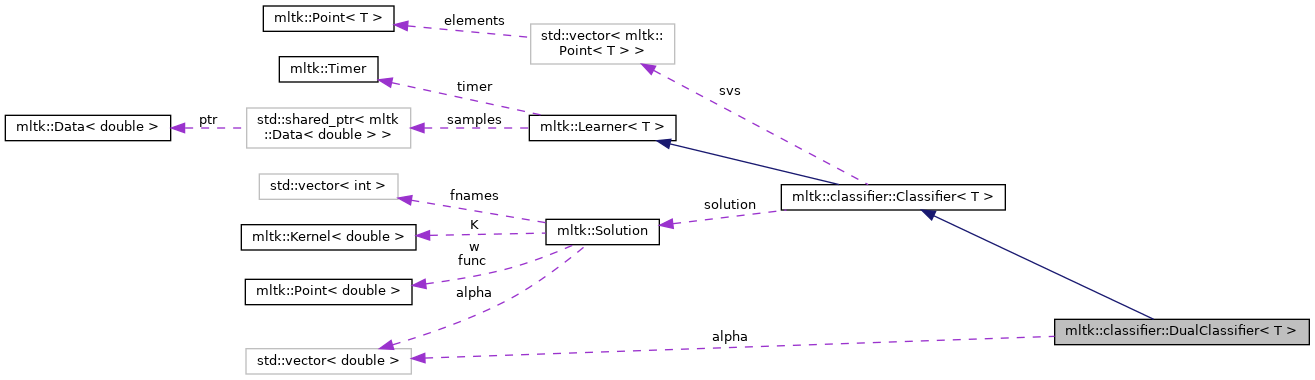 mltk::Point< T >
elements
std::vector< mltk::
Point< T > >
mltk::Timer
timer
svs
mltk::Data< double >
ptr
std::shared_ptr< mltk
::Data< double > >
samples
mltk::Learner< T >
std::vector< int >
fnames
mltk::classifier::Classifier< T >
solution
mltk::Kernel< double >
K
mltk::Solution
w
func
mltk::Point< double >
alpha
mltk::classifier::DualClassifier< T >
alpha
std::vector< double >